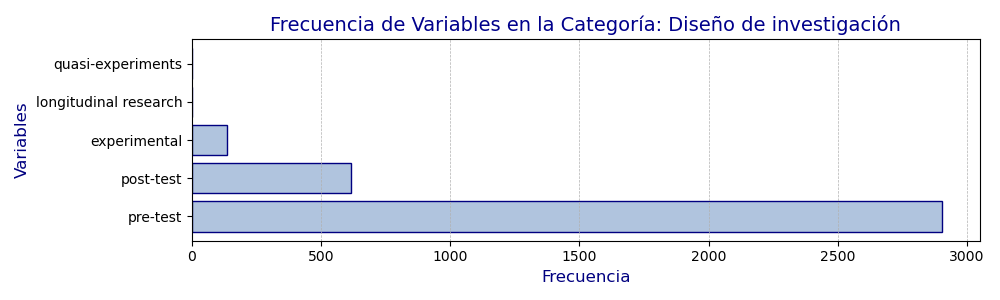 Frecuencia de Variables en la Categoría: Diseño de investigación
Variables
quasi-experiments
longitudinal research
experimental
post-test
pre-test
0 500 1000 1500 2000 2500 3000
Frecuencia